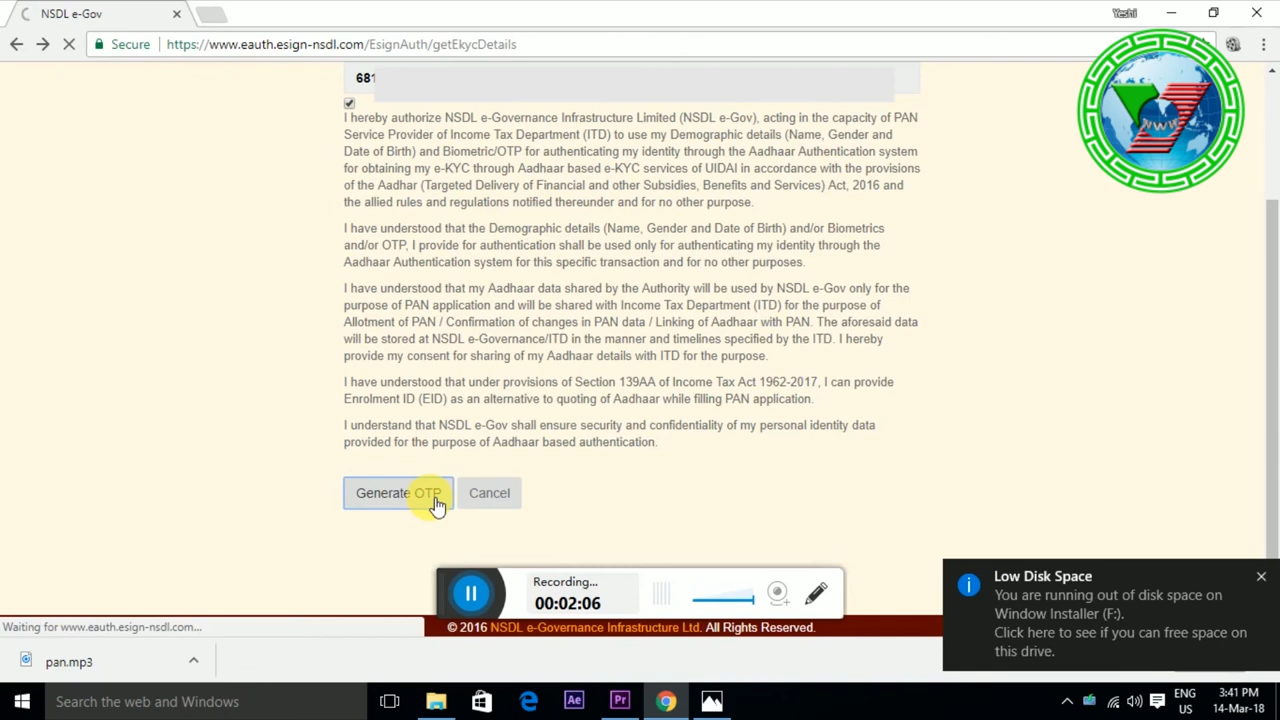 NSDL e-Gov
Yeshi
Secure
https://www.eauth.esign-nsdl.com/EsignAuth/getEkycDetails
WWW
681
I hereby authorize NSDL e-Governance Infrastructure Limited (NSDL e-Gov), acting in the capacity of PAN
Service Provider of Income Tax Department (ITD) to use my Demographic details (Name, Gender and
Date of Birth) and Biometric/OTP for authenticating my identity through the Aadhaar Authentication system
for obtaining my e-KYC through Aadhaar based e-KYC services of UIDAI in accordance with the provisions
of the Aadhar (Targeted Delivery of Financial and other Subsidies, Benefits and Services) Act, 2016 and
the allied rules and regulations notified thereunder and for no other purpose.
I have understood that the Demographic details (Name, Gender and Date of Birth) and/or Biometrics
and/or OTP, I provide for authentication shall be used only for authenticating my identity through the
Aadhaar Authentication system for this specific transaction and for no other purposes.
I have understood that my Aadhaar data shared by the Authority will be used by NSDL e-Gov only for the
purpose of PAN application and will be shared with Income Tax Department (ITD) for the purpose of
Allotment of PAN / Confirmation of changes in PAN data / Linking of Aadhaar with PAN. The aforesaid data
will be stored at NSDL e-Governance/ITD in the manner and timelines specified by the ITD. I hereby
provide my consent for sharing of my Aadhaar details with ITD for the purpose.
I have understood that under provisions of Section 139AA of Income Tax Act 1962-2017, I can provide
Enrolment ID (EID) as an alternative to quoting of Aadhaar while filling PAN application.
I understand that NSDL e-Gov shall ensure security and confidentiality of my personal identity data
provided for the purpose of Aadhaar based authentication.
Generate OTP
Cancel
Recording...
00:02:06
Low Disk Space
You are running out of disk space on
Window Installer (F:).
Click here to see if you can free space on
this drive.
Waiting for www.eauth.esign-nsdl.com...
© 2016 NSDL e-Governance Infrastructure Ltd. All Rights Reserved.
pan.mp3
Search the web and Windows
Ae
Pr
ENG
US
3:41 PM
14-Mar-18